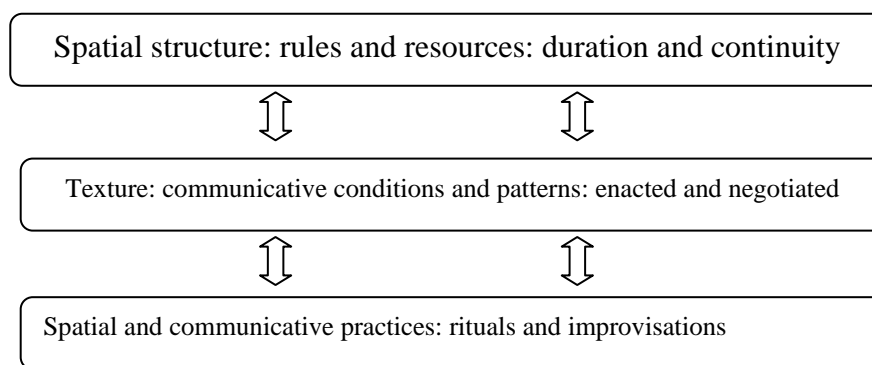 Spatial structure: rules and resources: duration and continuity
Texture: communicative conditions and patterns: enacted and negotiated
Spatial and communicative practices: rituals and improvisations